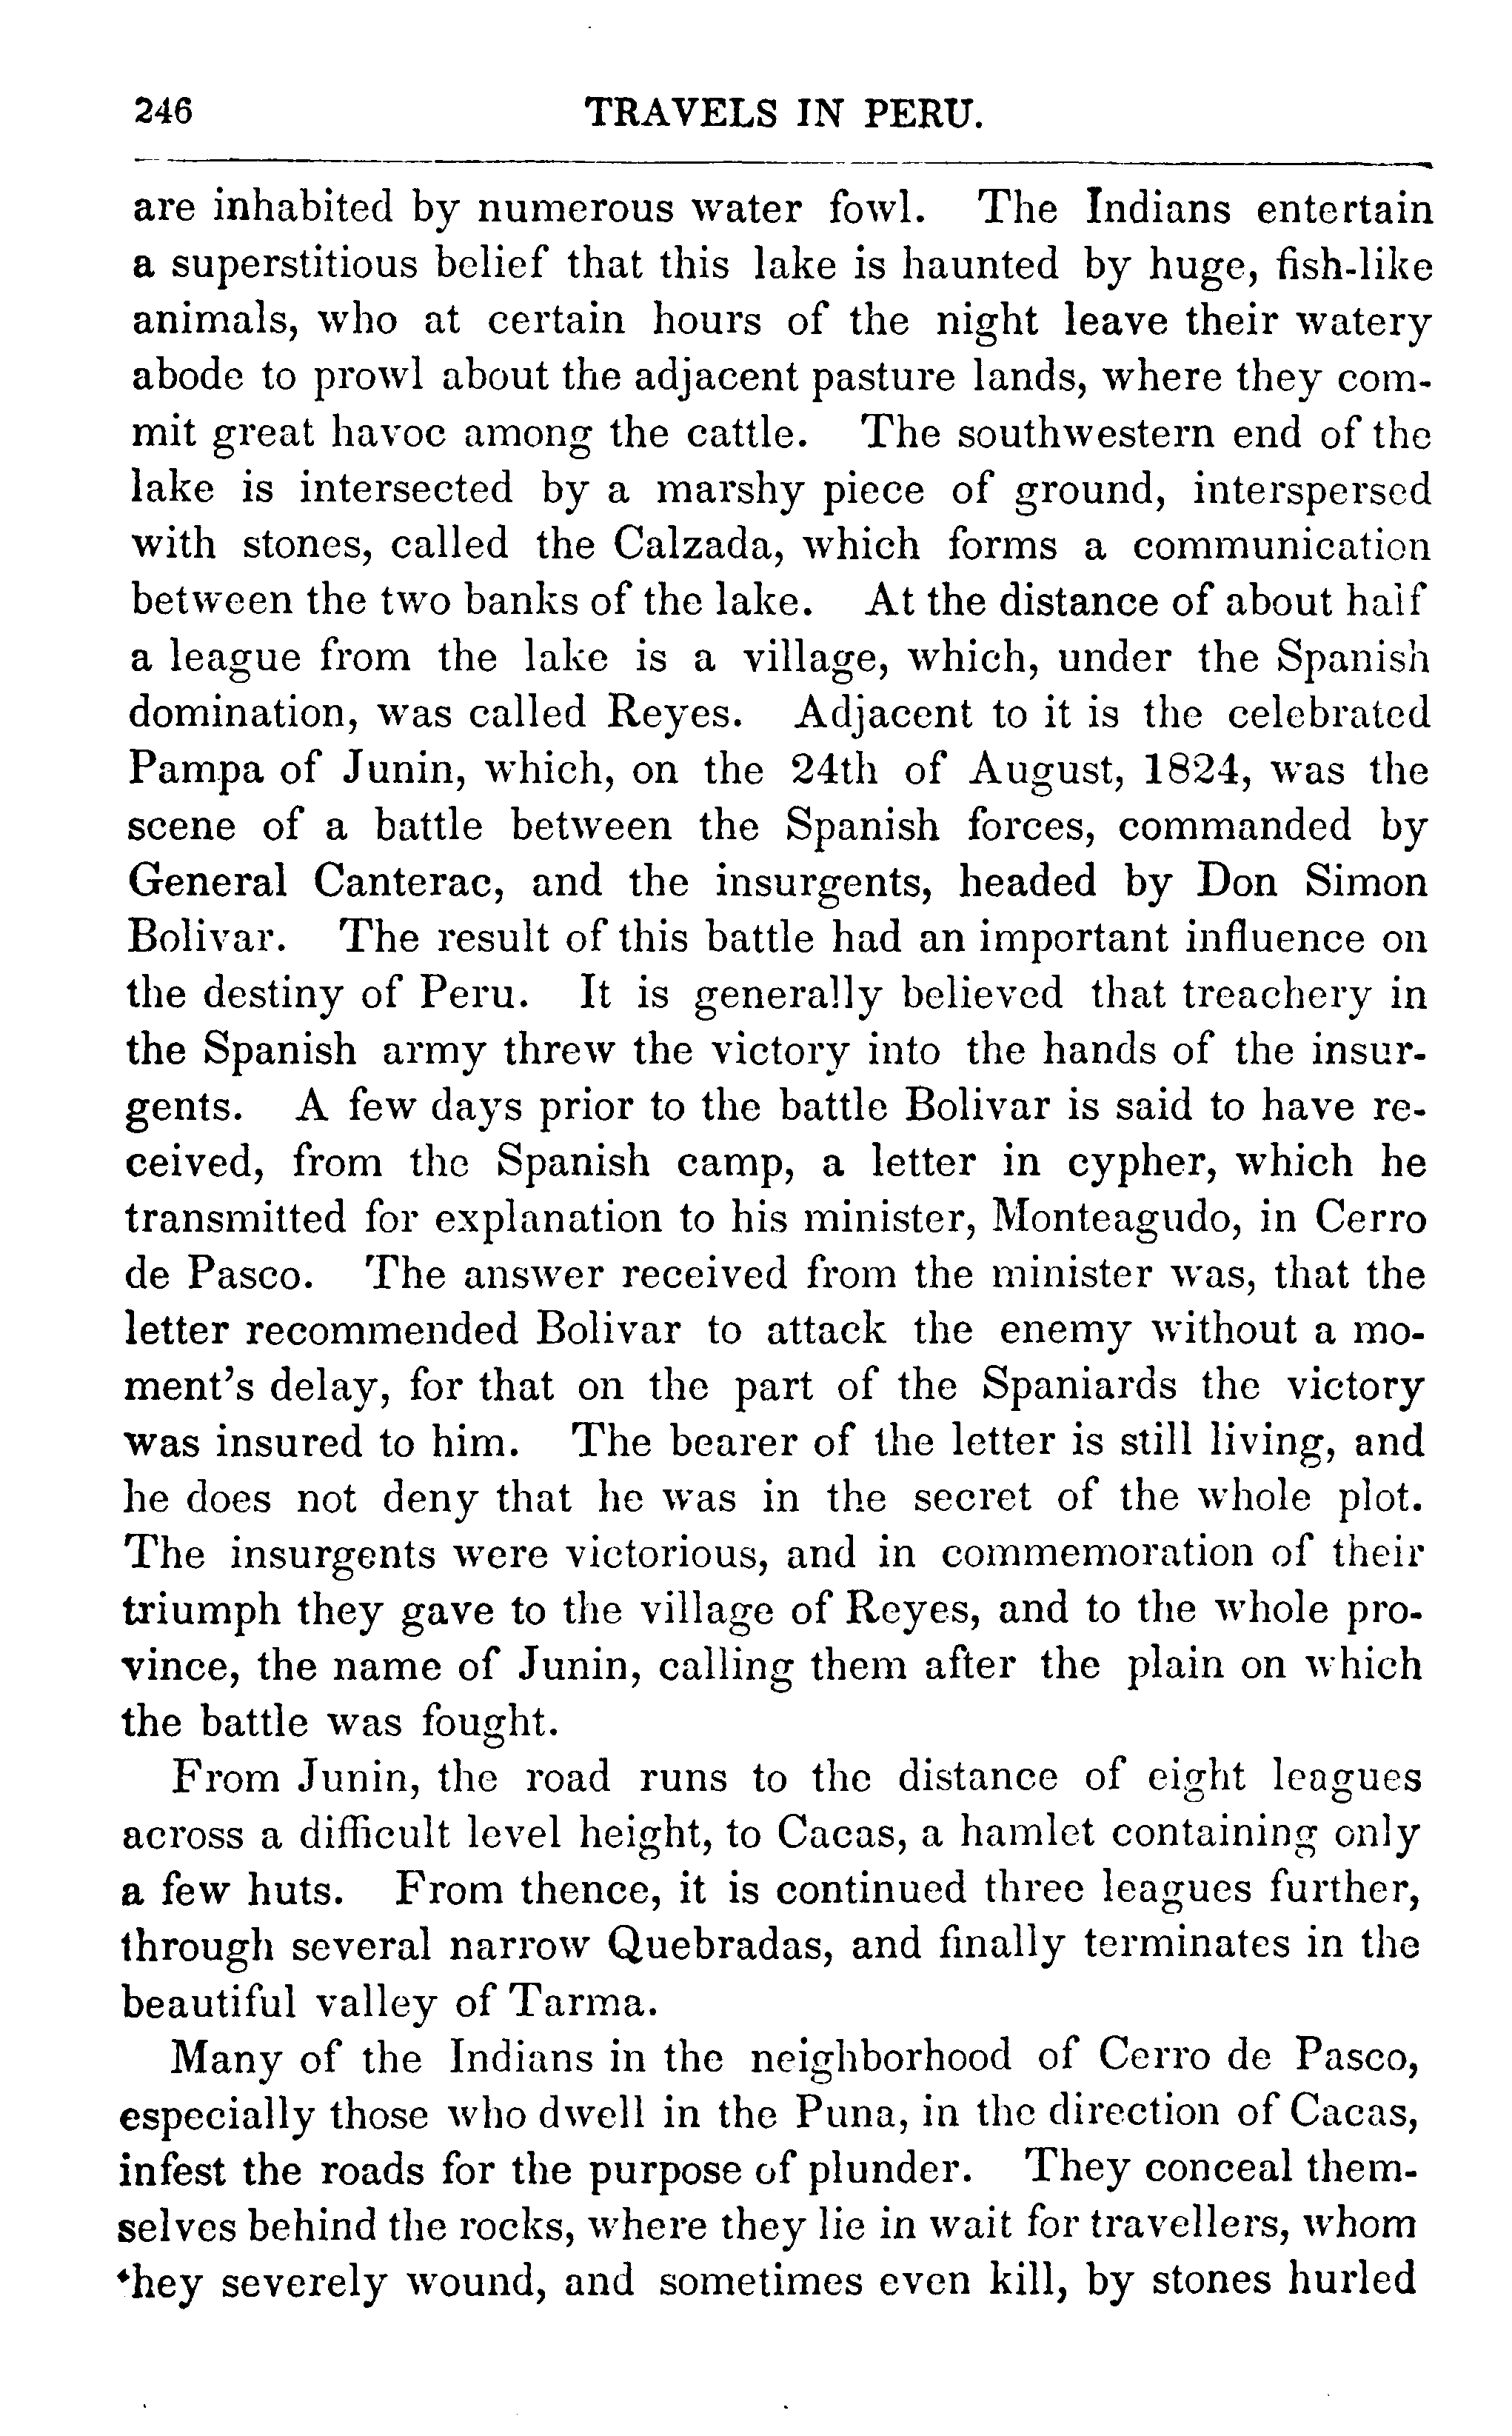 246 TRAVELS IN PERU.
are inhabited by numerous water fowl. The Indians entertain
a superstitious belief that this lake is haunted by huge, fish-like
animals, who at certain hours of the night leave their watery
abode to prowl about the adjacent pasture lands, where they com-
mit great havoc among the cattle. The southwestern end of the
lake is intersected by a marshy piece of ground, interspersed
with stones, called the Calzada, which forms a communication
between the two banks of the lake. At the distance of about half
a league from the lake is a village, which, under the Spanish
domination, was called Reyes. Adjacent to it is the celebrated
Pampa of Junin, which, on the 24th of August, 1824, was the
scene of a battle between the Spanish forces, commanded by
General Canterac, and the insurgents, headed by Don Simon
Bolivar. The result of this battle had an important influence on
the destiny of Peru. It is generally believed that treachery in
the Spanish army threw the victory into the hands of the insur-
gents. A few days prior to the battle Bolivar is said to have re-
ceived, from the Spanish camp, a letter in cypher, which he
transmitted for explanation to his minister, Monteagudo, in Cerro
de Pasco. The answer received from the minister was, that the
letter recommended Bolivar to attack the enemy without a mo-
ment's delay, for that on the part of the Spaniards the victory
was insured to him. The bearer of the letter is still living, and
he does not deny that he was in the secret of the whole plot.
The insurgents were victorious, and in commemoration of their
triumph they gave to the village of Reyes, and to the whole pro-
vince, the name of Junin, calling them after the plain on which
the battle was fought.
From Junin, the road runs to the distance of eight leagues
across a difficult level height, to Cacas, a hamlet containing only
a few huts. From thence, it is continued three leagues further,
through several narrow Quebradas, and finally terminates in the
beautiful valley of Tarma.
Many of the Indians in the neighborhood of Cerro de Pasco,
especially those who dwell in the Puna, in the direction of Cacas,
infest the roads for the purpose of plunder. They conceal them-
selves behind the rocks, where they lie in wait for travellers, whom
they severely wound, and sometimes even kill, by stones hurled